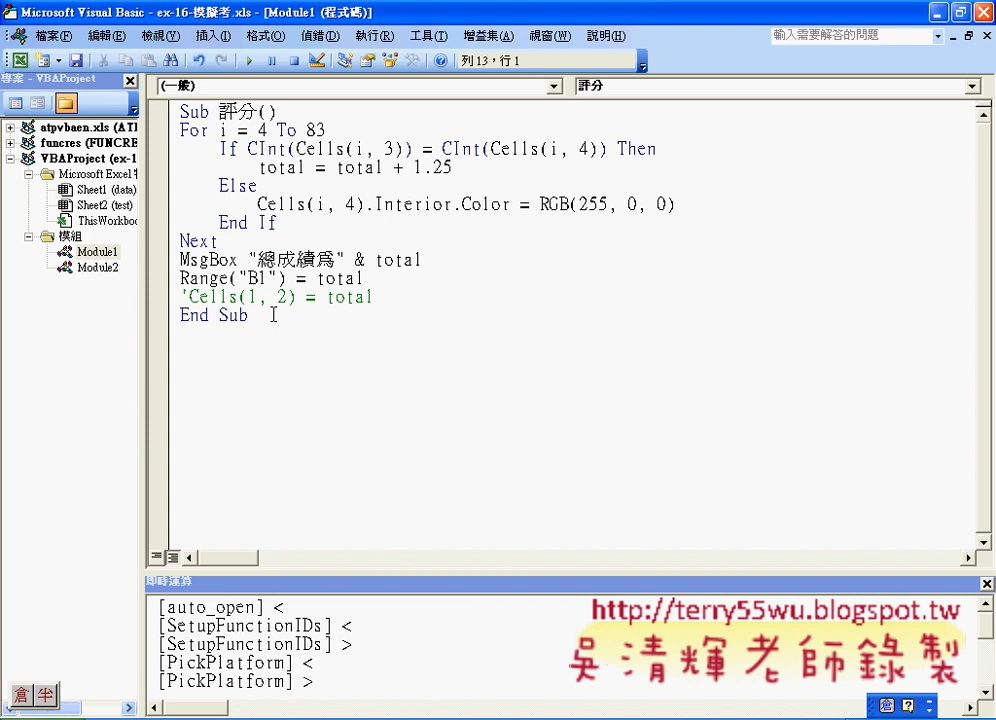 Microsoft Visual Basic - ex-16-模擬考.xls - [Module1 (程式碼)]
檔案(F) 編輯(E) 檢視(V) 插入(I) 格式(O) 偵錯(D) 執行(R) 工具(T) 增益集(A) 視窗(W) 說明(H) 輸入需要解答的問題
列 13，行 1
專案 - VBAProject
(一般) 評分
atpvbaen.xls (ATI
funcres (FUNCRE
VBAProject (ex-1
Microsoft Excel
Sheet1 (data)
Sheet2 (test)
ThisWorkbo
模組
Module1
Module2
Sub 評分()
For i = 4 To 83
If CInt(Cells(i, 3)) = CInt(Cells(i, 4)) Then
total = total + 1.25
Else
Cells(i, 4).Interior.Color = RGB(255, 0, 0)
End If
Next
MsgBox "總成績為" & total
Range("B1") = total
'Cells(1, 2) = total
End Sub
即時運算
[auto_open] <
[SetupFunctionIDs] <
[SetupFunctionIDs] >
[PickPlatform] <
[PickPlatform] >
http://terry55wu.blogspot.tw
吳清輝老師錄製
倉 半